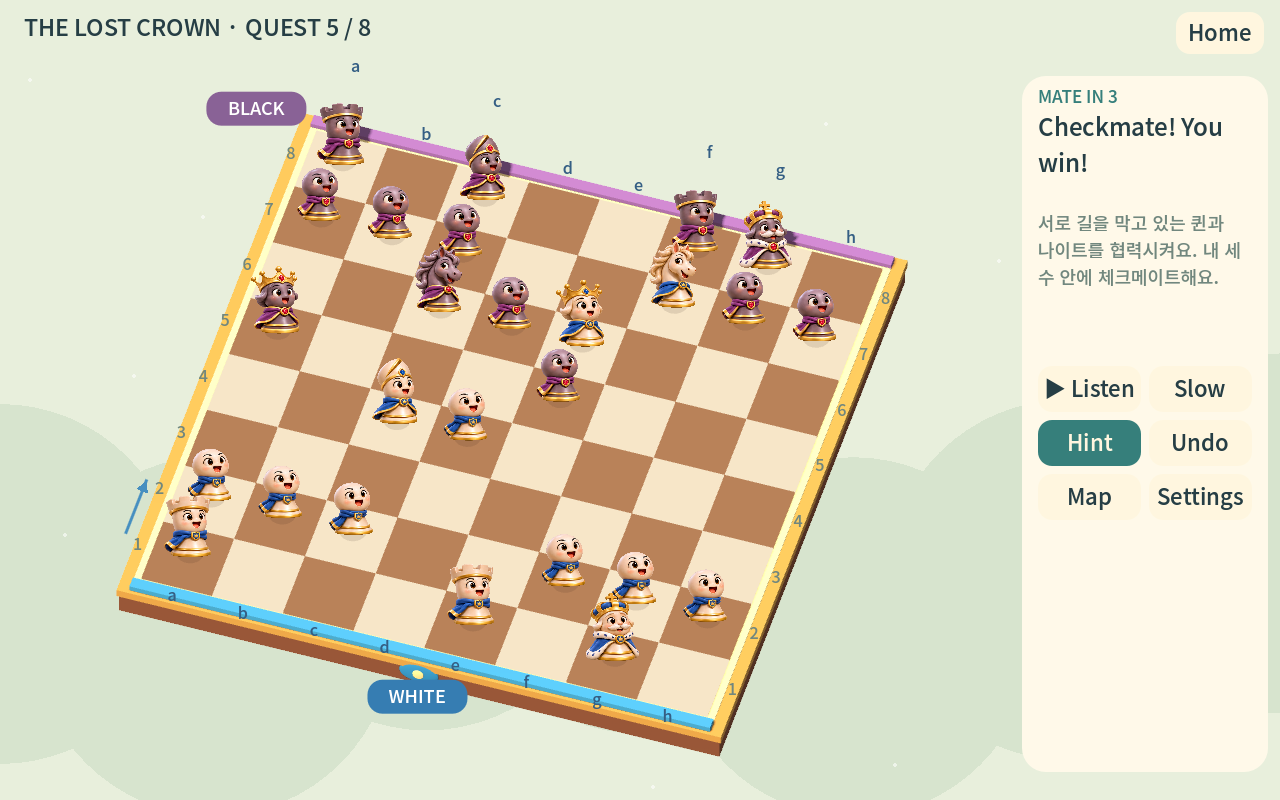 THE LOST CROWN · QUEST 5 / 8
Home
BLACK
a
b
c
d
e
f
g
h
8
7
6
5
4
3
2
1
8
7
6
5
4
3
2
1
a
b
c
d
e
f
g
h
WHITE
MATE IN 3
Checkmate! You
win!
서로 길을 막고 있는 퀸과
나이트를 협력시켜요. 내 세
수 안에 체크메이트해요.
▶ Listen
Slow
Hint
Undo
Map
Settings